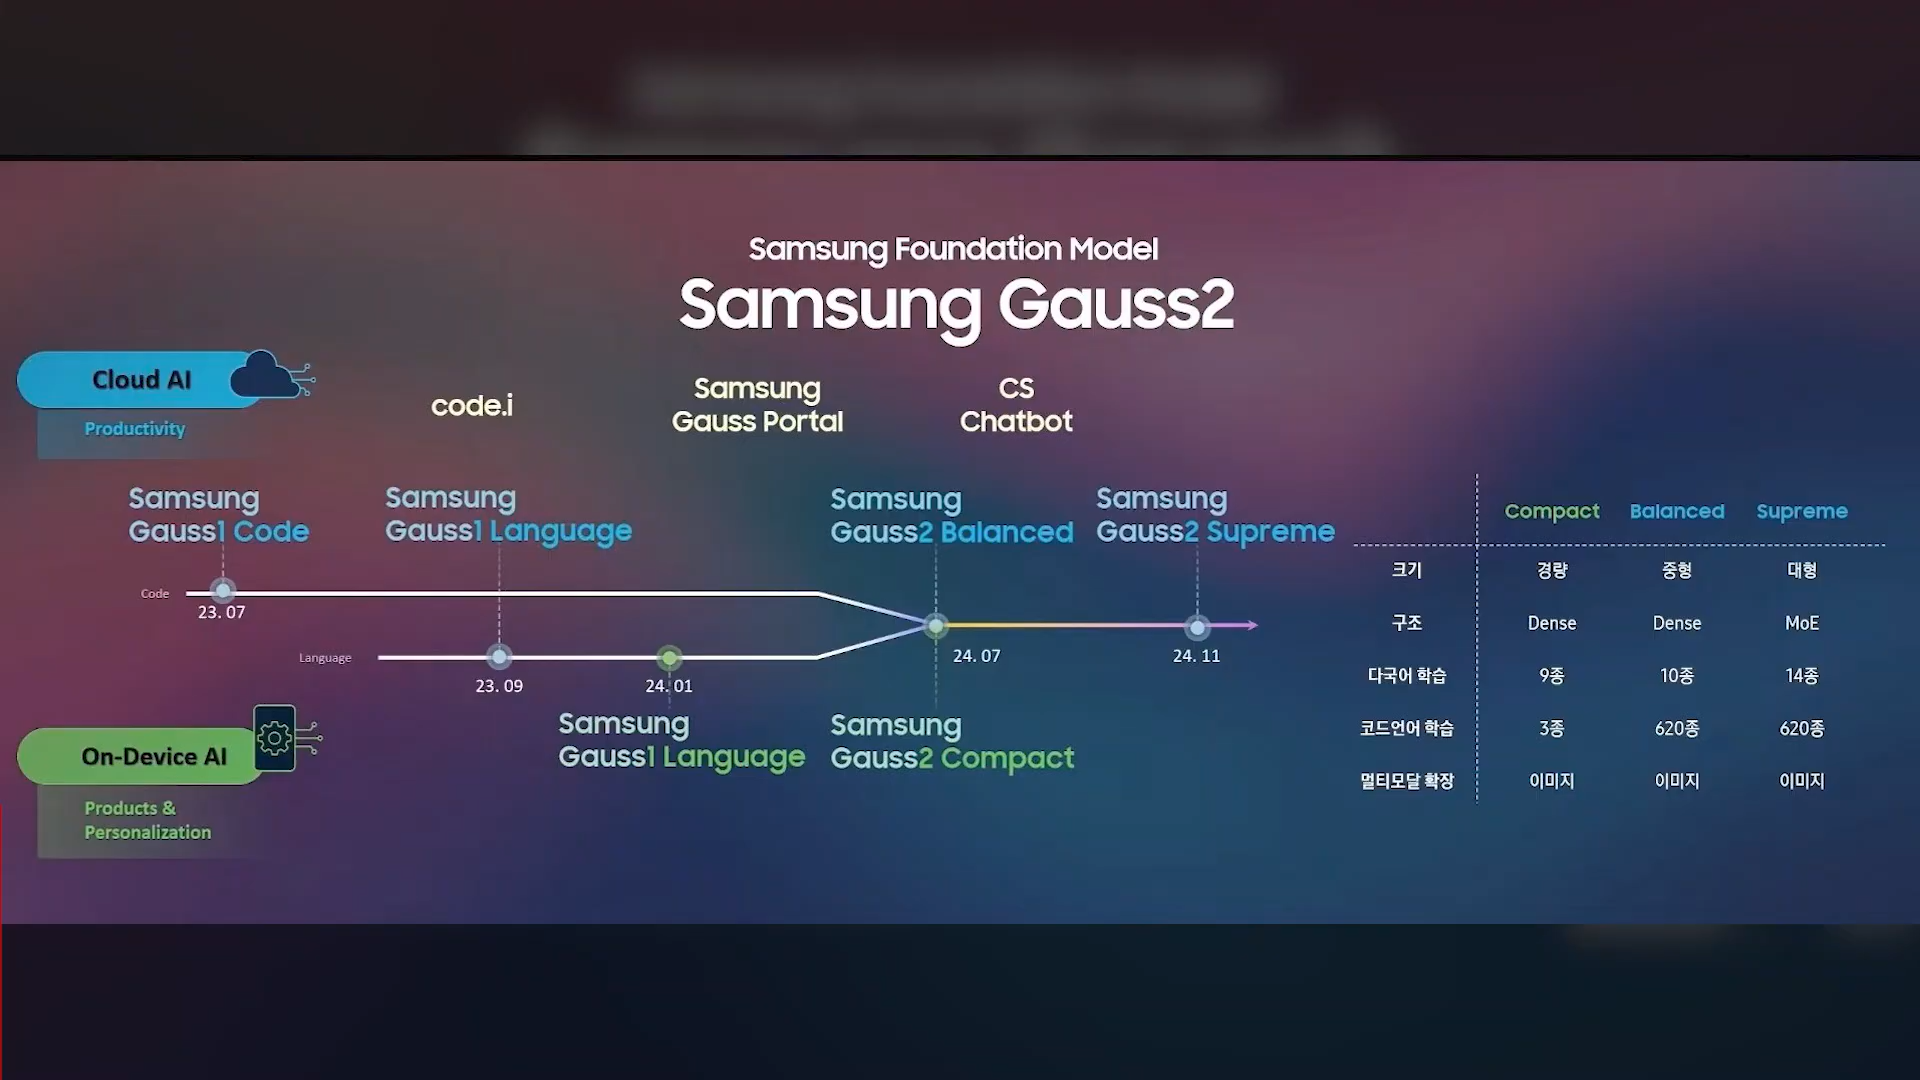 Samsung Foundation Model
Samsung Gauss2
Cloud AI
Productivity
code.i
Samsung
Gauss Portal
CS
Chatbot
Samsung
Gauss1 Code
Samsung
Gauss1 Language
Samsung
Gauss2 Balanced
Samsung
Gauss2 Supreme
Code
23. 07
Language
23. 09
24. 01
24. 07
24. 11
Samsung
Gauss1 Language
Samsung
Gauss2 Compact
On-Device AI
Products &
Personalization
Compact Balanced Supreme
크기 경량 중형 대형
구조 Dense Dense MoE
다국어 학습 9종 10종 14종
코드언어 학습 3종 620종 620종
멀티모달 확장 이미지 이미지 이미지